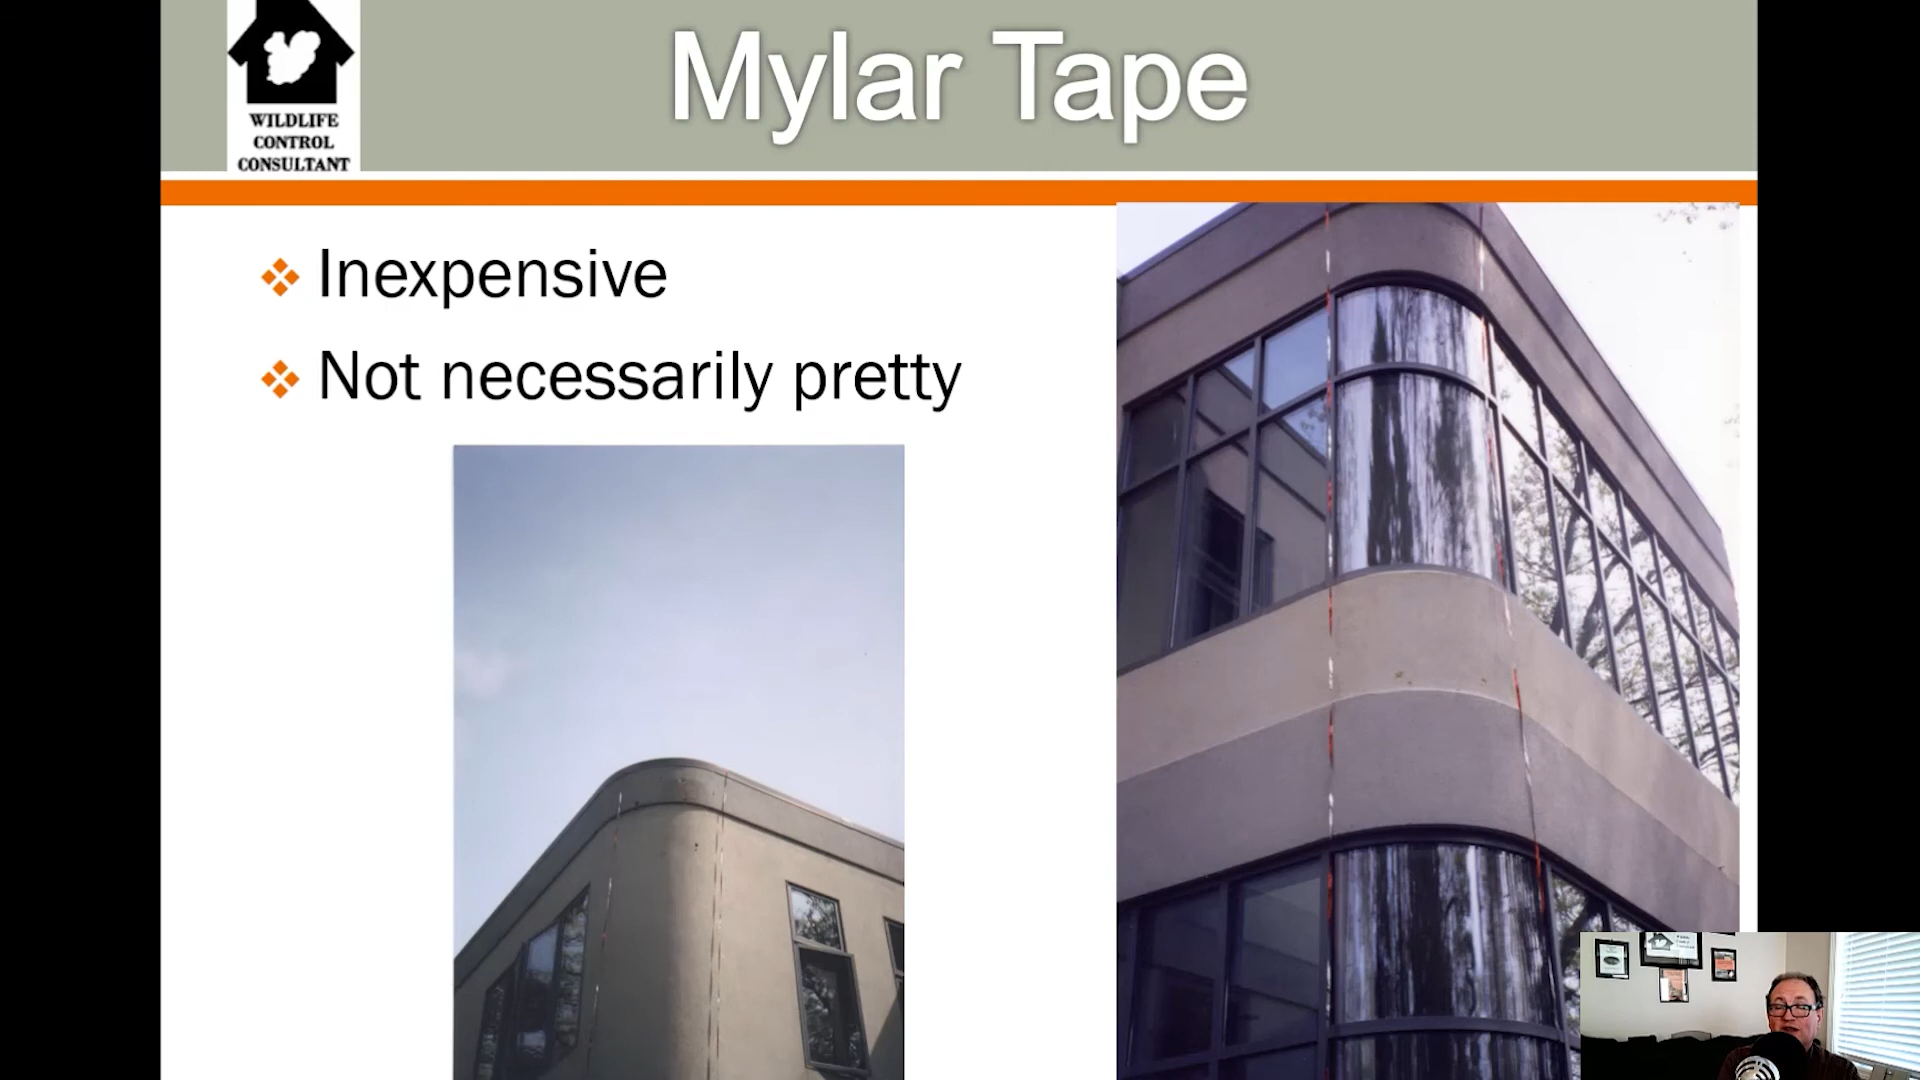 WILDLIFE
CONTROL
CONSULTANT
Mylar Tape
Inexpensive
Not necessarily pretty